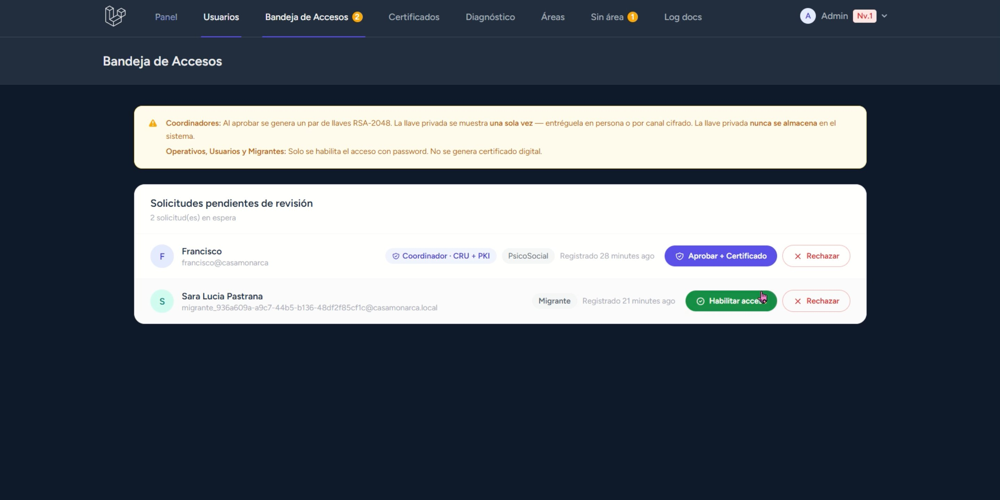 Panel Usuarios Bandeja de Accesos 2 Certificados Diagnóstico Áreas Sin área 1 Log docs A Admin Nv.1
Bandeja de Accesos
Coordinadores: Al aprobar se genera un par de llaves RSA-2048. La llave privada se muestra una sola vez — entréguela en persona o por canal cifrado. La llave privada nunca se almacena en el
sistema.
Operativos, Usuarios y Migrantes: Solo se habilita el acceso con password. No se genera certificado digital.
Solicitudes pendientes de revisión
2 solicitud(es) en espera
F Francisco Coordinador · CRU + PKI PsicoSocial Registrado 28 minutes ago Aprobar + Certificado Rechazar
francisco@casamonarca
S Sara Lucia Pastrana Migrante Registrado 21 minutes ago Habilitar acceso Rechazar
migrante_936a609a-a9c7-44b5-b136-48df2f85cf1c@casamonarca.local